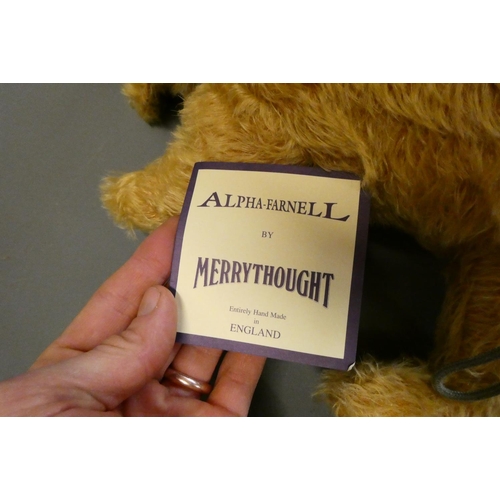 ALPHA-FARNELL
BY
MERRYTHOUGHT
Entirely Hand Made
in
ENGLAND